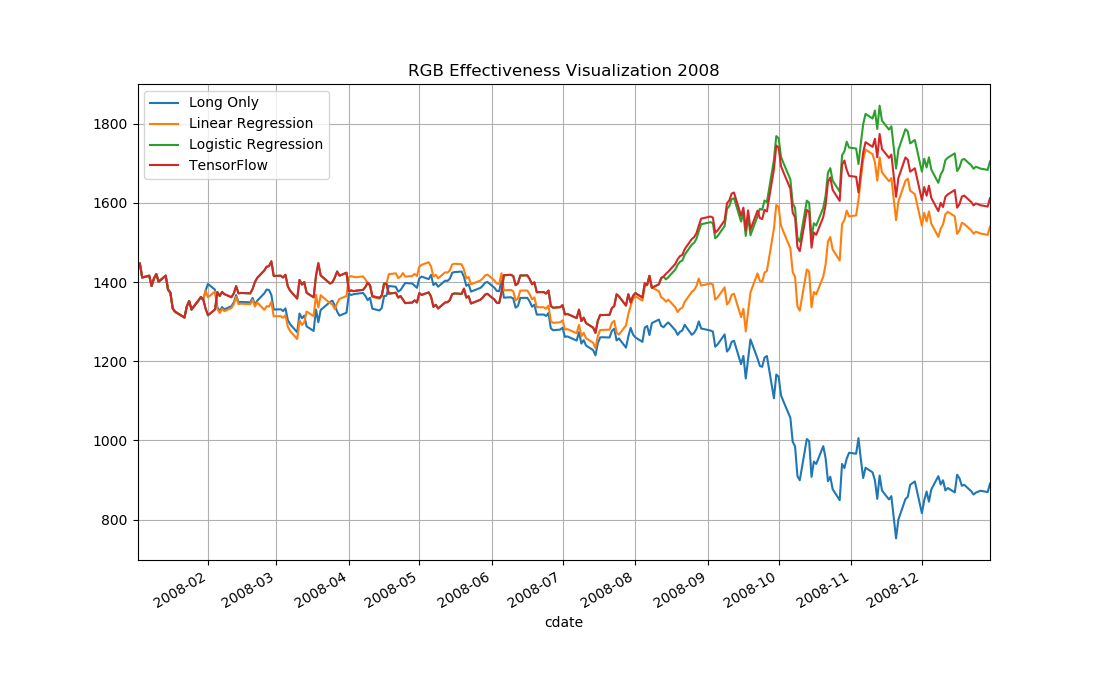 RGB Effectiveness Visualization 2008
Long Only
Linear Regression
Logistic Regression
TensorFlow
1800
1600
1400
1200
1000
800
2008-02
2008-03
2008-04
2008-05
2008-06
2008-07
2008-08
2008-09
2008-10
2008-11
2008-12
cdate